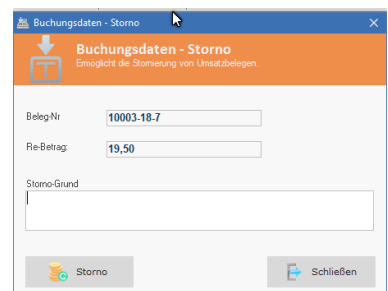 Buchungsdaten - Storno
Buchungsdaten - Storno
Ermöglicht die Stornierung von Umsatzbelegen.
Beleg-Nr 10003-18-7
Re-Betrag: 19,50
Storno-Grund
Storno Schließen